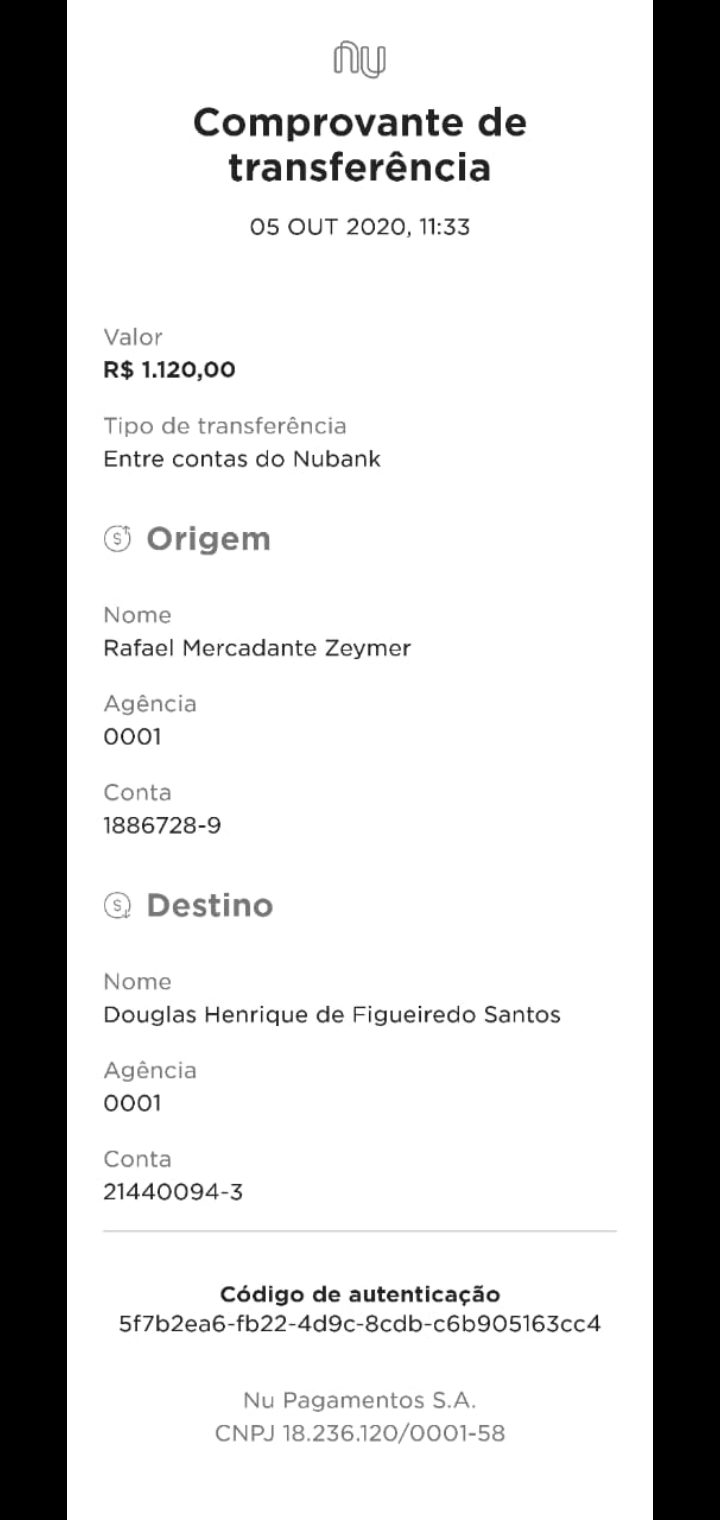 nu
Comprovante de
transferência
05 OUT 2020, 11:33
Valor
R$ 1.120,00
Tipo de transferência
Entre contas do Nubank
Origem
Nome
Rafael Mercadante Zeymer
Agência
0001
Conta
1886728-9
Destino
Nome
Douglas Henrique de Figueiredo Santos
Agência
0001
Conta
21440094-3
Código de autenticação
5f7b2ea6-fb22-4d9c-8cdb-c6b905163cc4
Nu Pagamentos S.A.
CNPJ 18.236.120/0001-58